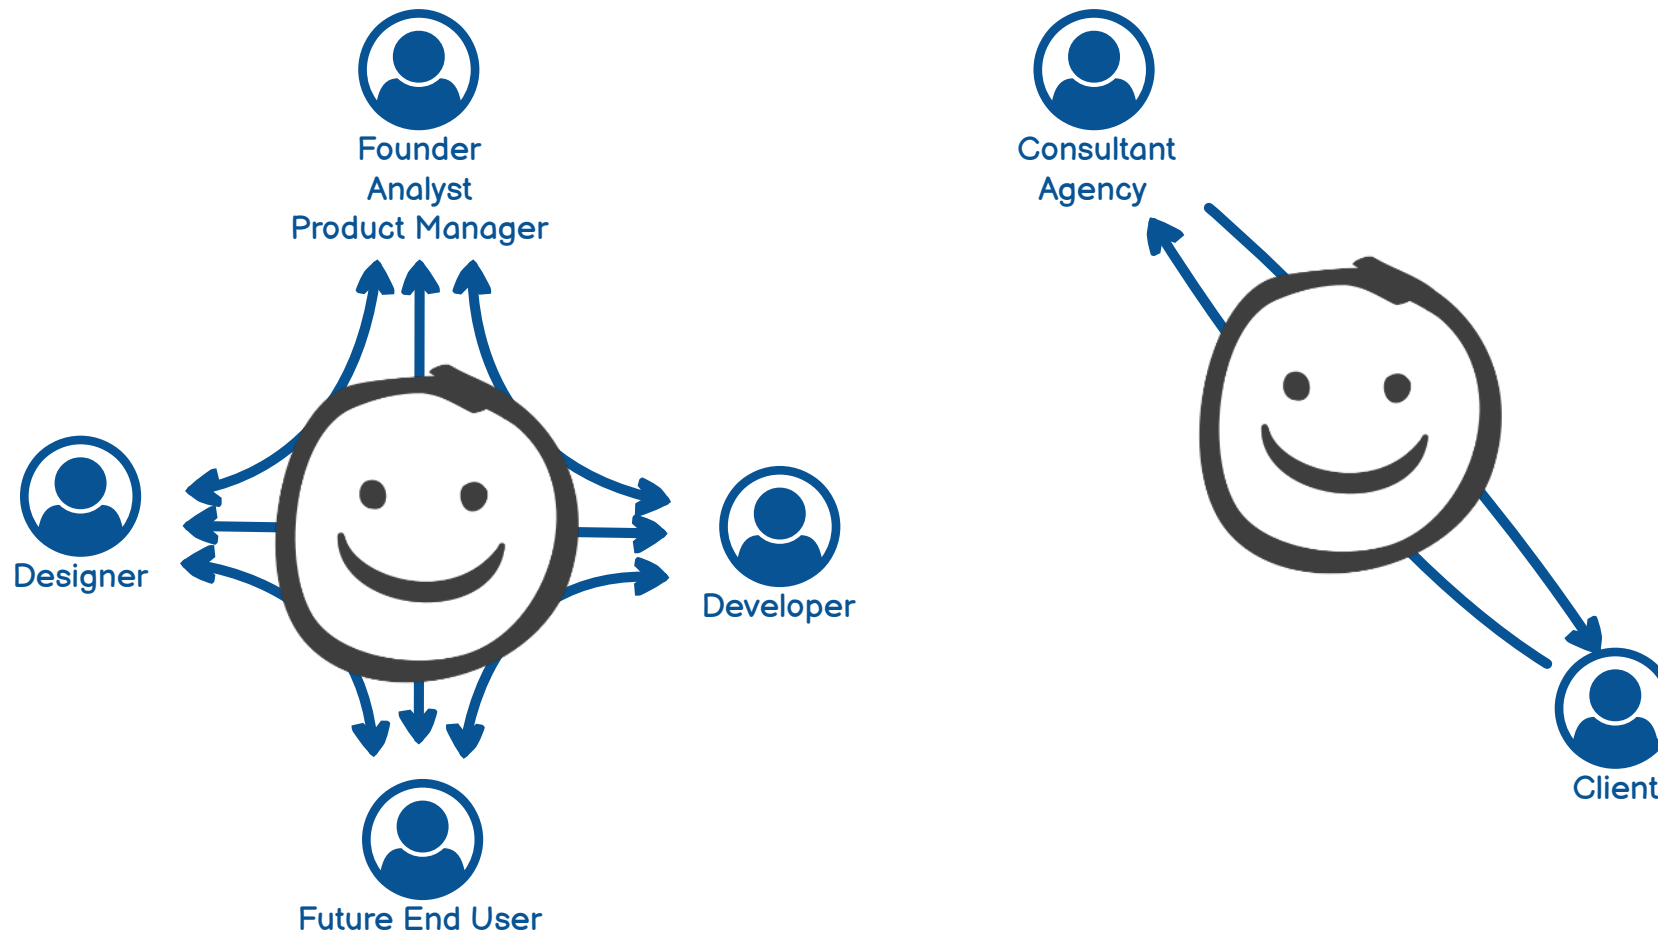 Founder
Analyst
Product Manager
Designer
Developer
Future End User
Consultant
Agency
Client